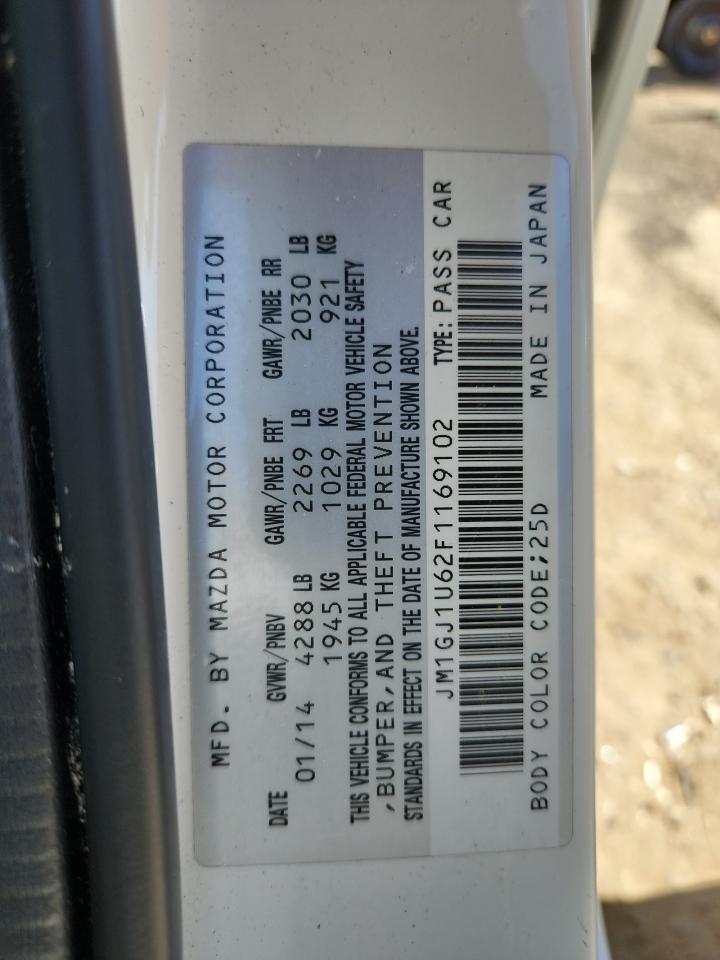 MFD. BY MAZDA MOTOR CORPORATION
DATE GVWR/PNBV GAWR/PNBE FRT GAWR/PNBE RR
01/14 4288 LB 2269 LB 2030 LB
1945 KG 1029 KG 921 KG
THIS VEHICLE CONFORMS TO ALL APPLICABLE FEDERAL MOTOR VEHICLE SAFETY
,BUMPER,AND THEFT PREVENTION
STANDARDS IN EFFECT ON THE DATE OF MANUFACTURE SHOWN ABOVE.
JM1GJ1U62F1169102 TYPE: PASS CAR
BODY COLOR CODE;25D MADE IN JAPAN